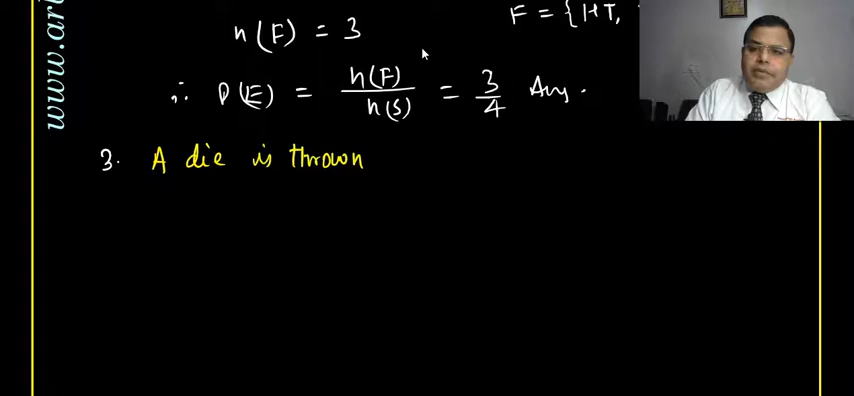 n(F) = 3
F = {HT,
∴ P(E) = n(F)/n(S) = 3/4 Ans.
3. A die is thrown
www.ar